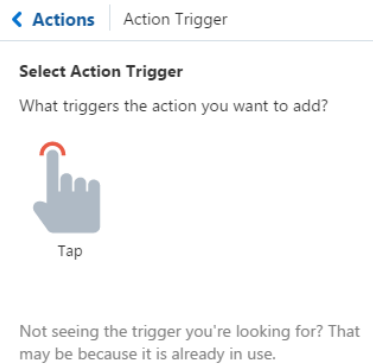 Actions Action Trigger
Select Action Trigger
What triggers the action you want to add?
Tap
Not seeing the trigger you're looking for? That
may be because it is already in use.